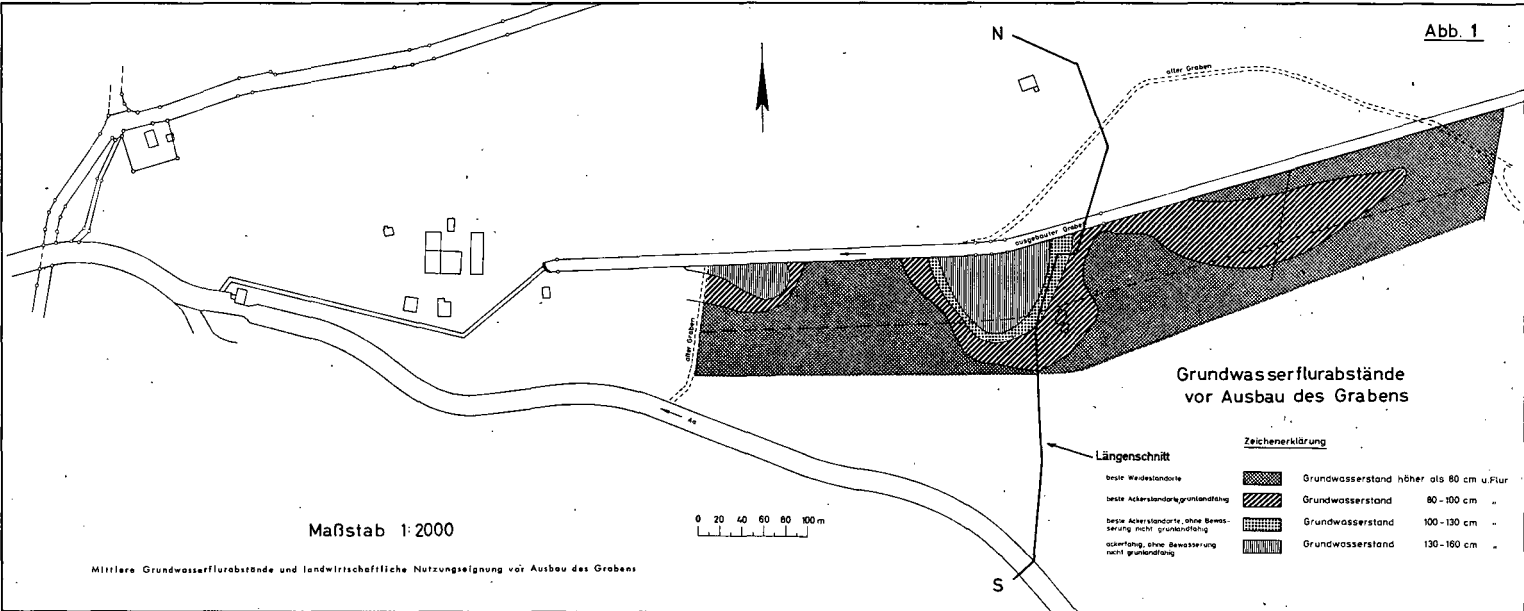 Abb. 1
N
alter Graben
ausgebauter Graben
alter Graben
Aa
Grundwasserflurabstände
vor Ausbau des Grabens
Zeichenerklärung
Längenschnitt
beste Weidestandorte
Grundwasserstand höher als 80 cm u.Flur
beste Ackerstandorte, grünlandfähig
Grundwasserstand 80-100 cm "
beste Ackerstandorte, ohne Bewäs-
serung nicht grünlandfähig
Grundwasserstand 100-130 cm "
ackerfähig, ohne Bewässerung
nicht grünlandfähig
Grundwasserstand 130-160 cm "
Maßstab 1:2000
0 20 40 60 80 100 m
S
Mittlere Grundwasserflurabstände und landwirtschaftliche Nutzungseignung vor Ausbau des Grabens